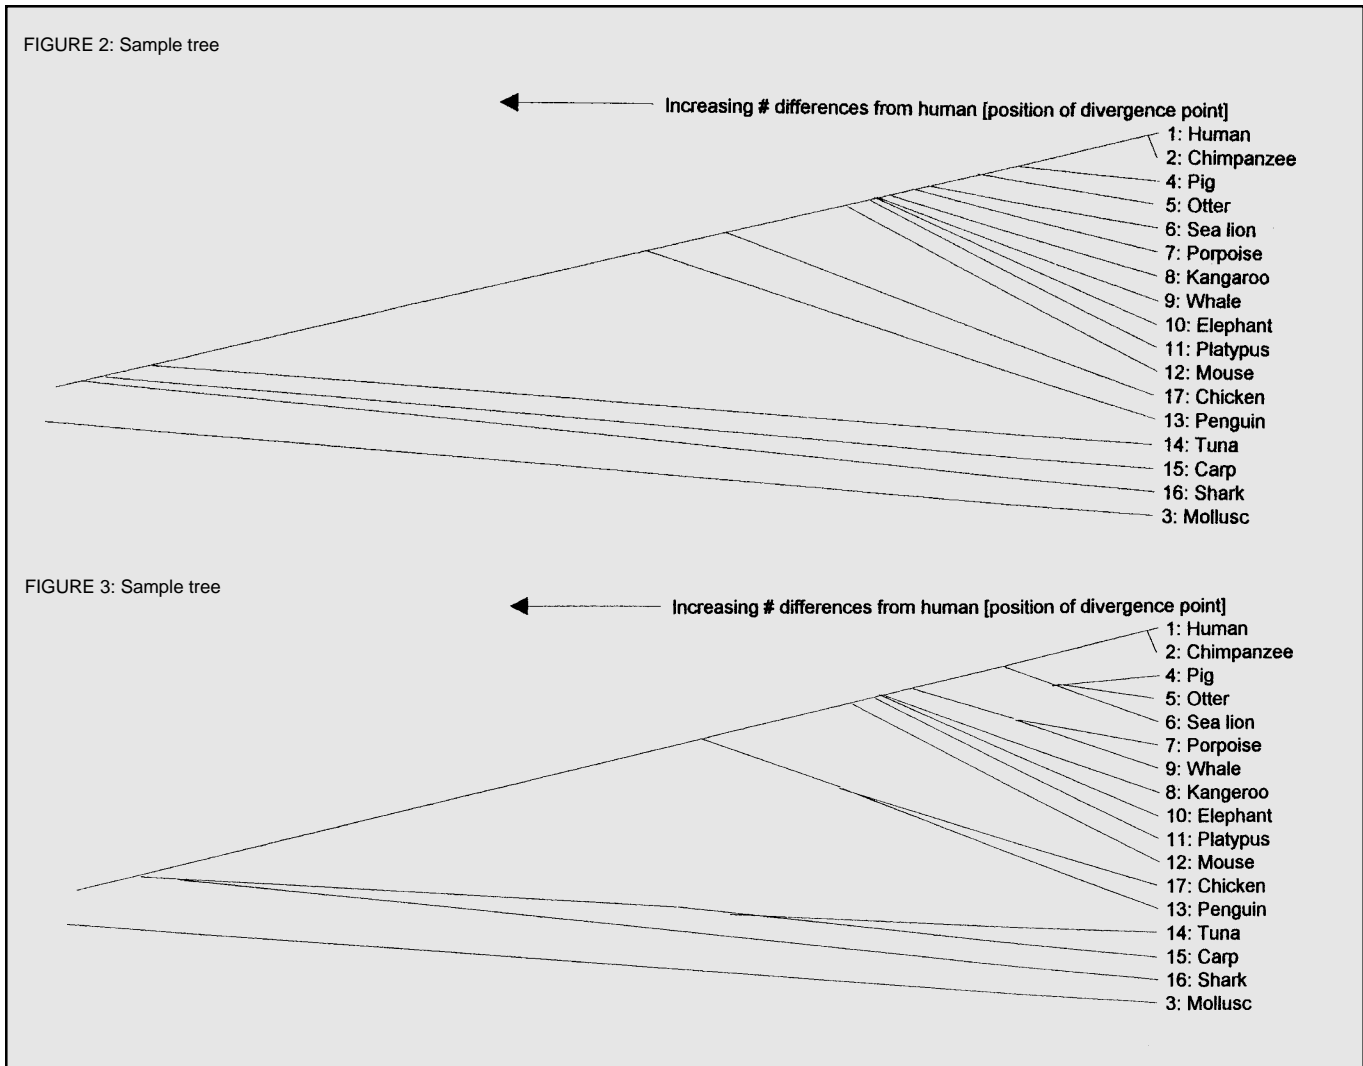 FIGURE 2: Sample tree
Increasing # differences from human [position of divergence point]
1: Human
2: Chimpanzee
4: Pig
5: Otter
6: Sea lion
7: Porpoise
8: Kangaroo
9: Whale
10: Elephant
11: Platypus
12: Mouse
17: Chicken
13: Penguin
14: Tuna
15: Carp
16: Shark
3: Mollusc
FIGURE 3: Sample tree
Increasing # differences from human [position of divergence point]
1: Human
2: Chimpanzee
4: Pig
5: Otter
6: Sea lion
7: Porpoise
9: Whale
8: Kangeroo
10: Elephant
11: Platypus
12: Mouse
17: Chicken
13: Penguin
14: Tuna
15: Carp
16: Shark
3: Mollusc